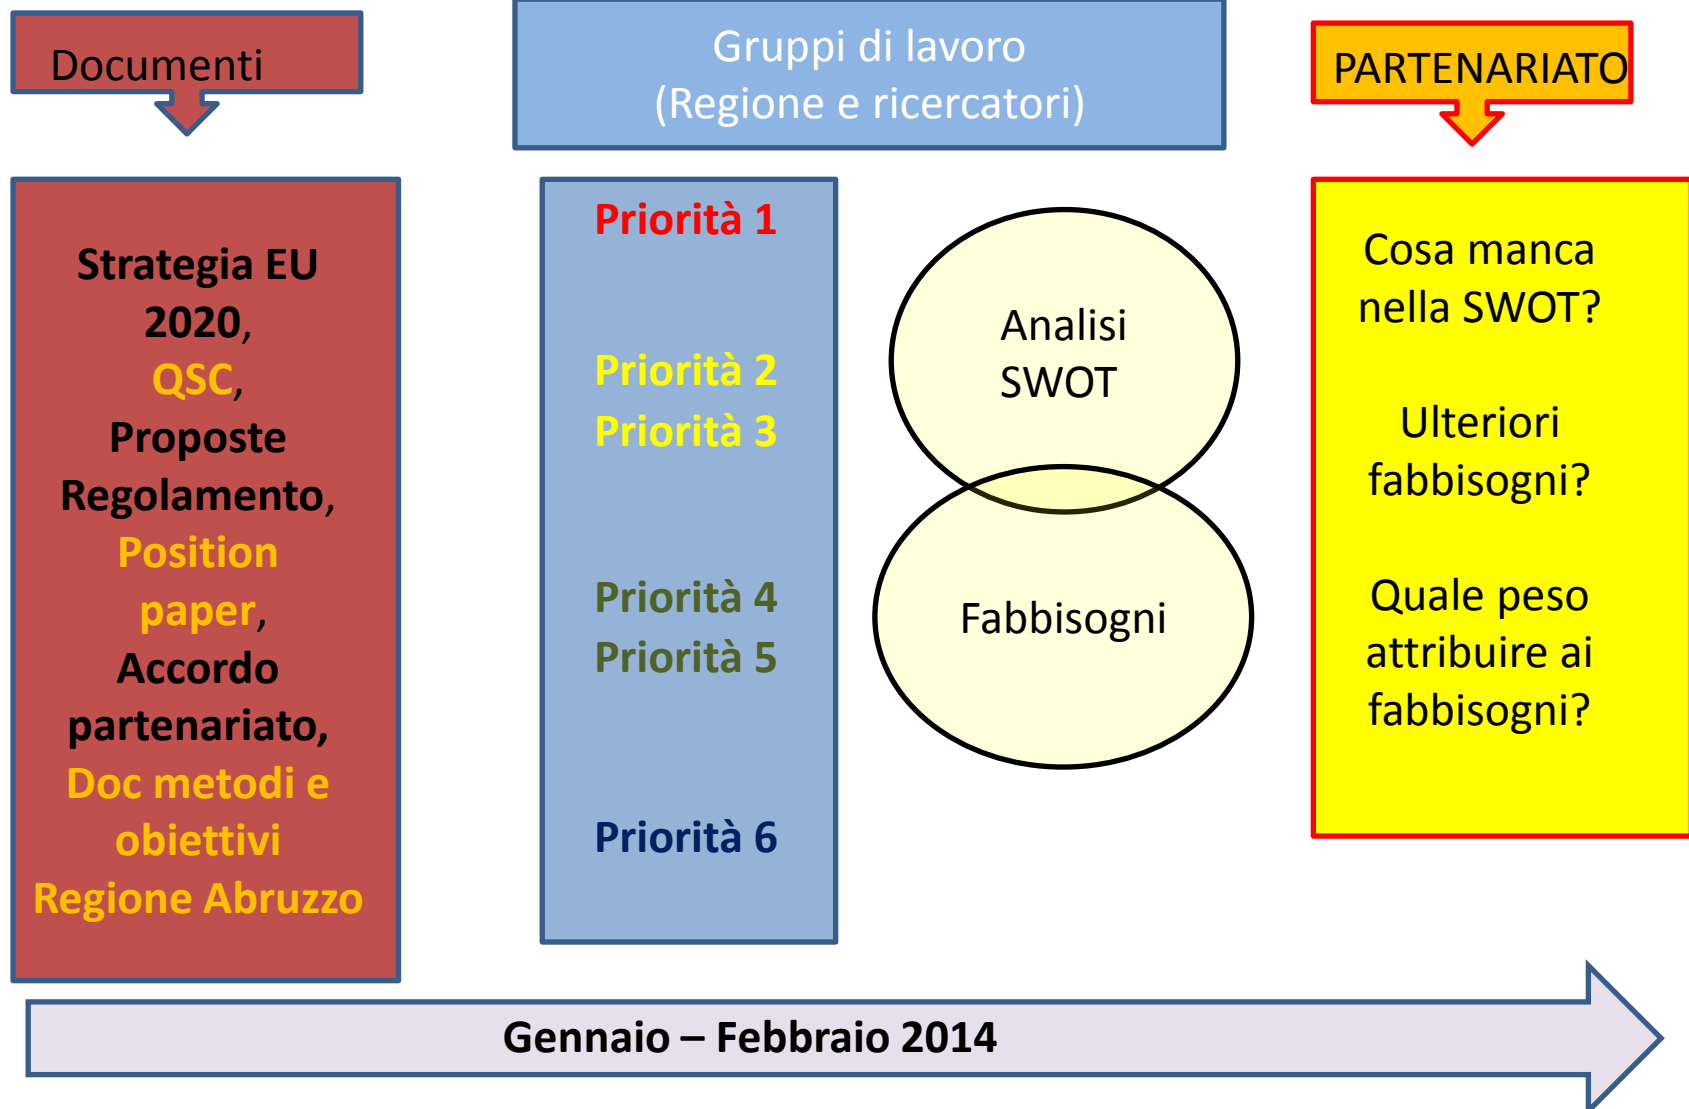 Documenti
Gruppi di lavoro
(Regione e ricercatori)
PARTENARIATO
Strategia EU
2020,
QSC,
Proposte
Regolamento,
Position
paper,
Accordo
partenariato,
Doc metodi e
obiettivi
Regione Abruzzo
Priorità 1
Priorità 2
Priorità 3
Priorità 4
Priorità 5
Priorità 6
Analisi
SWOT
Fabbisogni
Cosa manca
nella SWOT?
Ulteriori
fabbisogni?
Quale peso
attribuire ai
fabbisogni?
Gennaio – Febbraio 2014